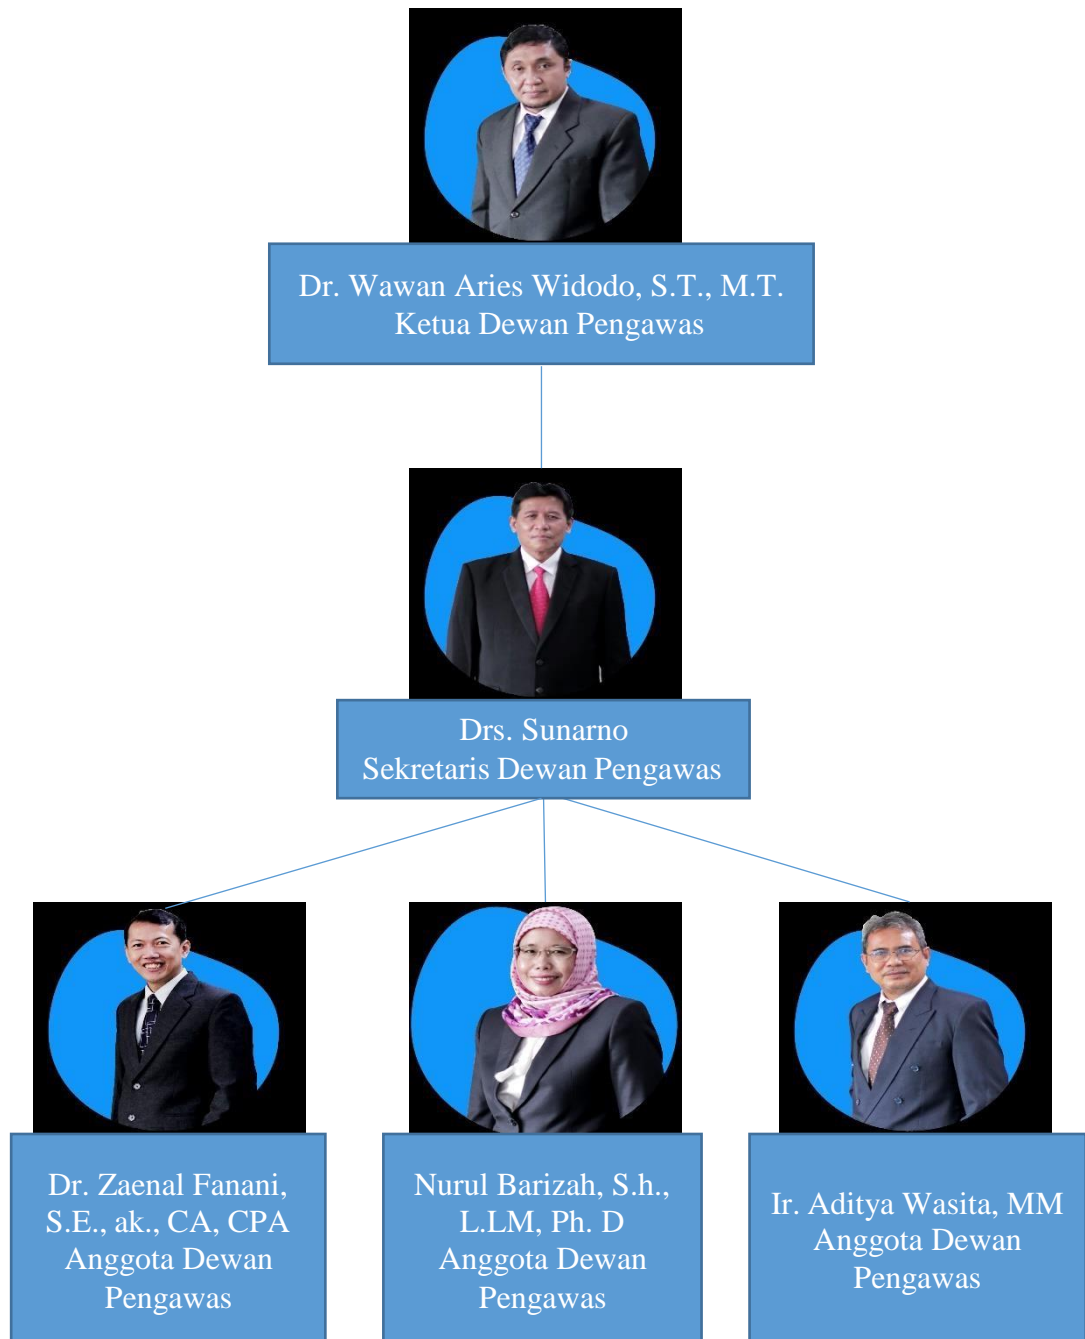 Dr. Wawan Aries Widodo, S.T., M.T.
Ketua Dewan Pengawas
Drs. Sunarno
Sekretaris Dewan Pengawas
Dr. Zaenal Fanani,
S.E., ak., CA, CPA
Anggota Dewan
Pengawas
Nurul Barizah, S.h.,
L.LM, Ph. D
Anggota Dewan
Pengawas
Ir. Aditya Wasita, MM
Anggota Dewan
Pengawas